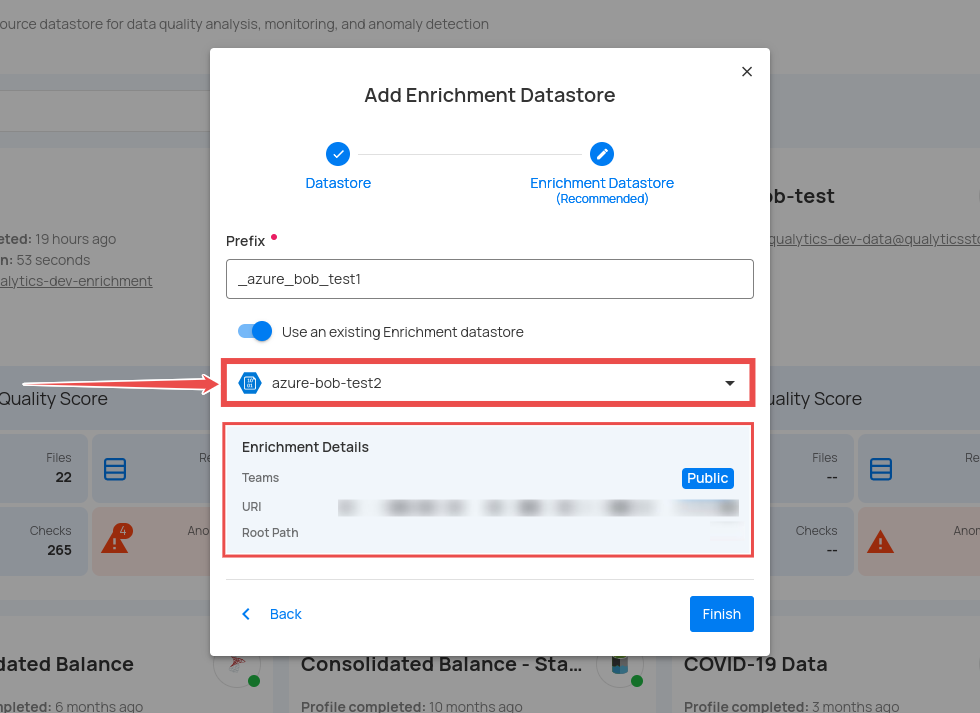 ource datastore for data quality analysis, monitoring, and anomaly detection
Add Enrichment Datastore
Datastore
Enrichment Datastore
(Recommended)
ob-test
Prefix
eted: 19 hours ago
qualytics-dev-data@qualyticssto
n: 53 seconds
alytics-dev-enrichment
_azure_bob_test1
Use an existing Enrichment datastore
azure-bob-test2
Quality Score
uality Score
Enrichment Details
Files
22
Re
Teams
Public
Files
--
Re
URI
Root Path
Checks
265
4
Ano
Checks
--
Anom
Back
Finish
dated Balance
Consolidated Balance - Sta...
COVID-19 Data
mpleted: 6 months ago
Profile completed: 10 months ago
Profile completed: 3 months ago